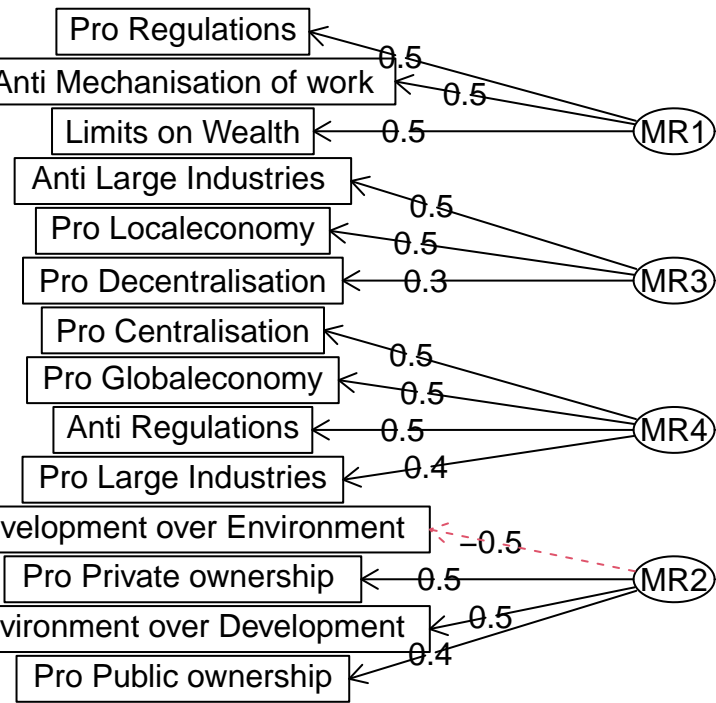 Pro Regulations
0.5
Anti Mechanisation of work
0.5
Limits on Wealth
0.5
MR1
Anti Large Industries
0.5
Pro Localeconomy
0.5
Pro Decentralisation
0.3
MR3
Pro Centralisation
0.5
Pro Globaleconomy
0.5
Anti Regulations
0.5
MR4
Pro Large Industries
0.4
velopment over Environment
−0.5
Pro Private ownership
0.5
MR2
vironment over Development
0.5
Pro Public ownership
0.4